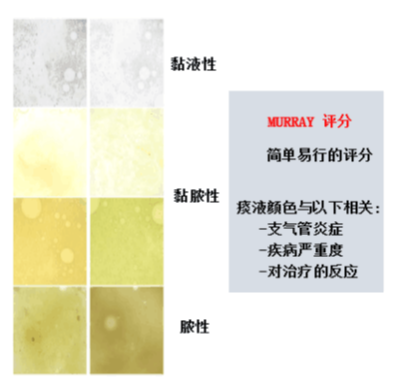 黏液性
黏脓性
脓性
MURRAY 评分
简单易行的评分
痰液顏色与以下相关:
-支气管炎症
-疾病严重度
-对治疗的反应